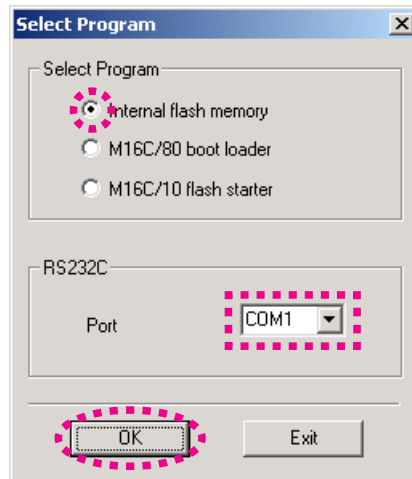 Select Program
Select Program
Internal flash memory
M16C/80 boot loader
M16C/10 flash starter
RS232C
Port COM1
OK Exit